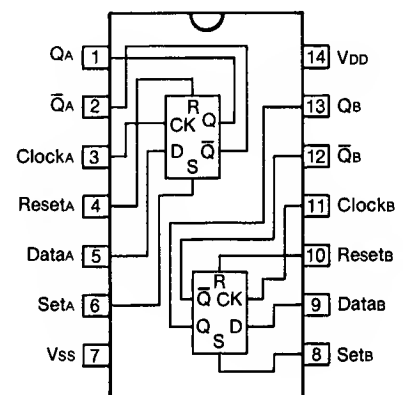 QA 1 14 VDD
Q̅A 2 R 13 QB
CK Q
ClockA 3 D Q̅ 12 Q̅B
S
ResetA 4 11 ClockB
DataA 5 10 ResetB
R
SetA 6 Q̅ CK 9 DataB
Q D
VSS 7 S 8 SetB